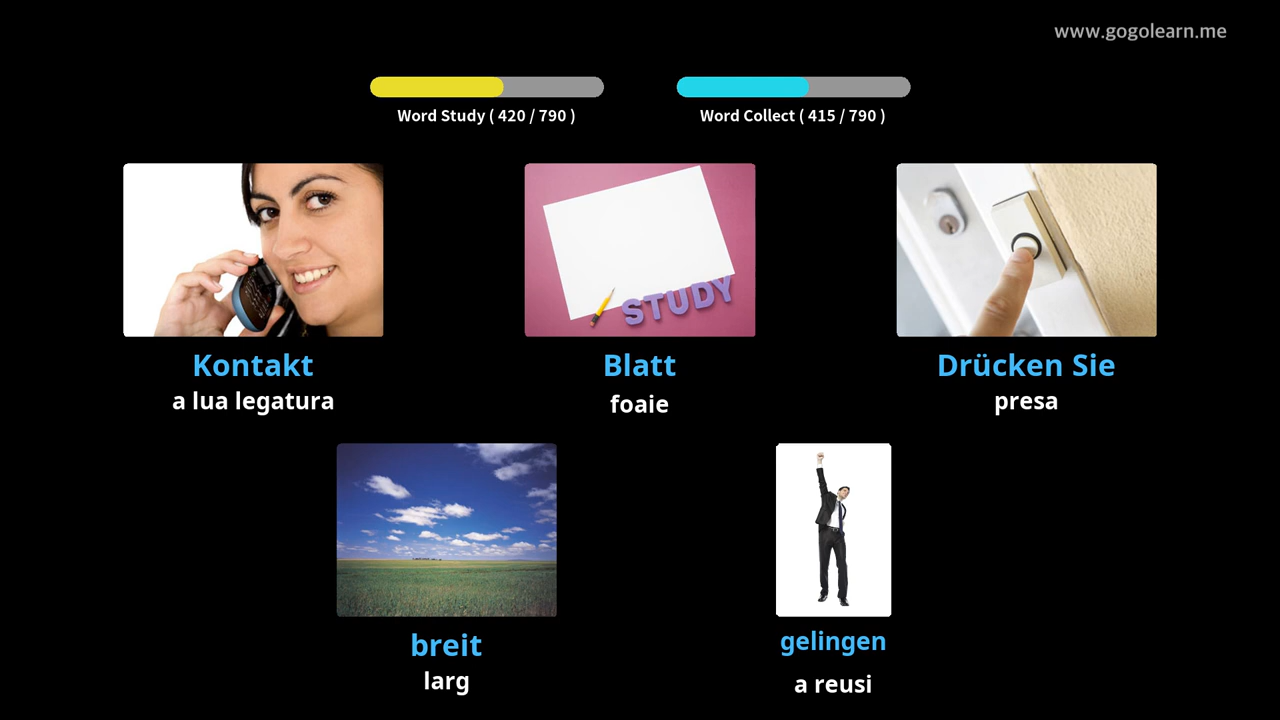 www.gogolearn.me
Word Study ( 420 / 790 )
Word Collect ( 415 / 790 )
STUDY
Kontakt
a lua legatura
Blatt
foaie
Drücken Sie
presa
breit
larg
gelingen
a reusi